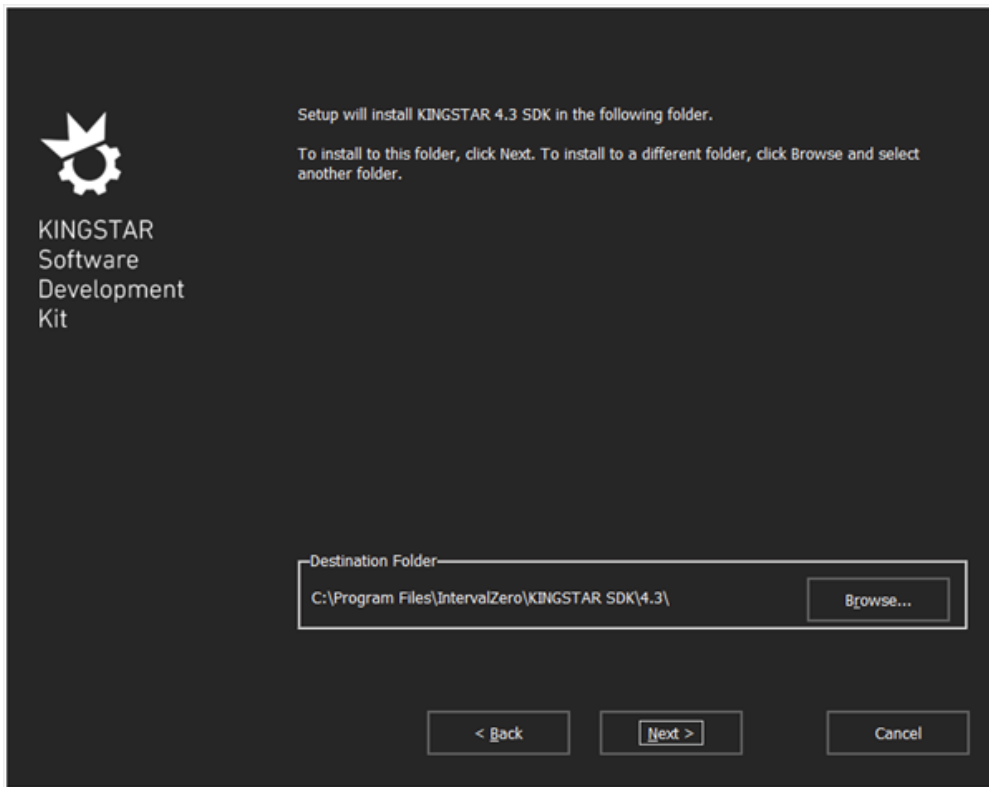 Setup will install KINGSTAR 4.3 SDK in the following folder.
To install to this folder, click Next. To install to a different folder, click Browse and select
another folder.
KINGSTAR
Software
Development
Kit
Destination Folder
C:\Program Files\IntervalZero\KINGSTAR SDK\4.3\
Browse...
< Back
Next >
Cancel